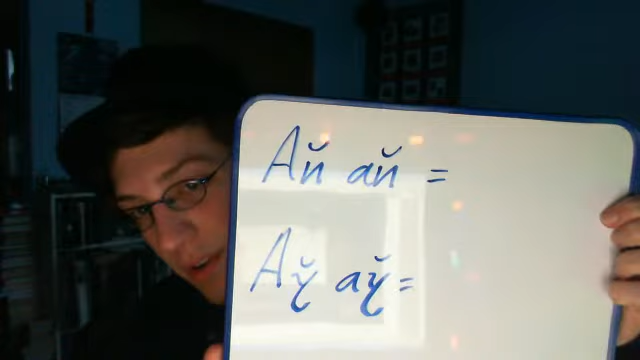 Ай ай =
Аў аў =